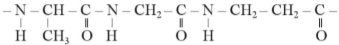 – N – CH – C – N – CH₂ – C – N – CH₂ – CH₂ – C –
H CH₃ O H O H O